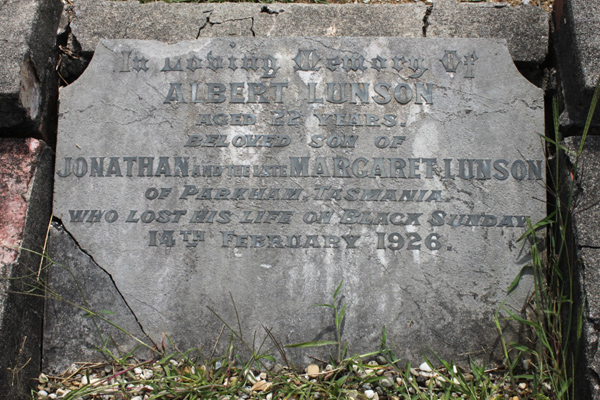 In Loving Memory Of
ALBERT LUNSON
AGED 22 YEARS.
BELOVED SON OF
JONATHAN AND THE LATE MARGARET LUNSON
OF PARKHAM, TASMANIA.
WHO LOST HIS LIFE ON BLACK SUNDAY
14TH FEBRUARY 1926.